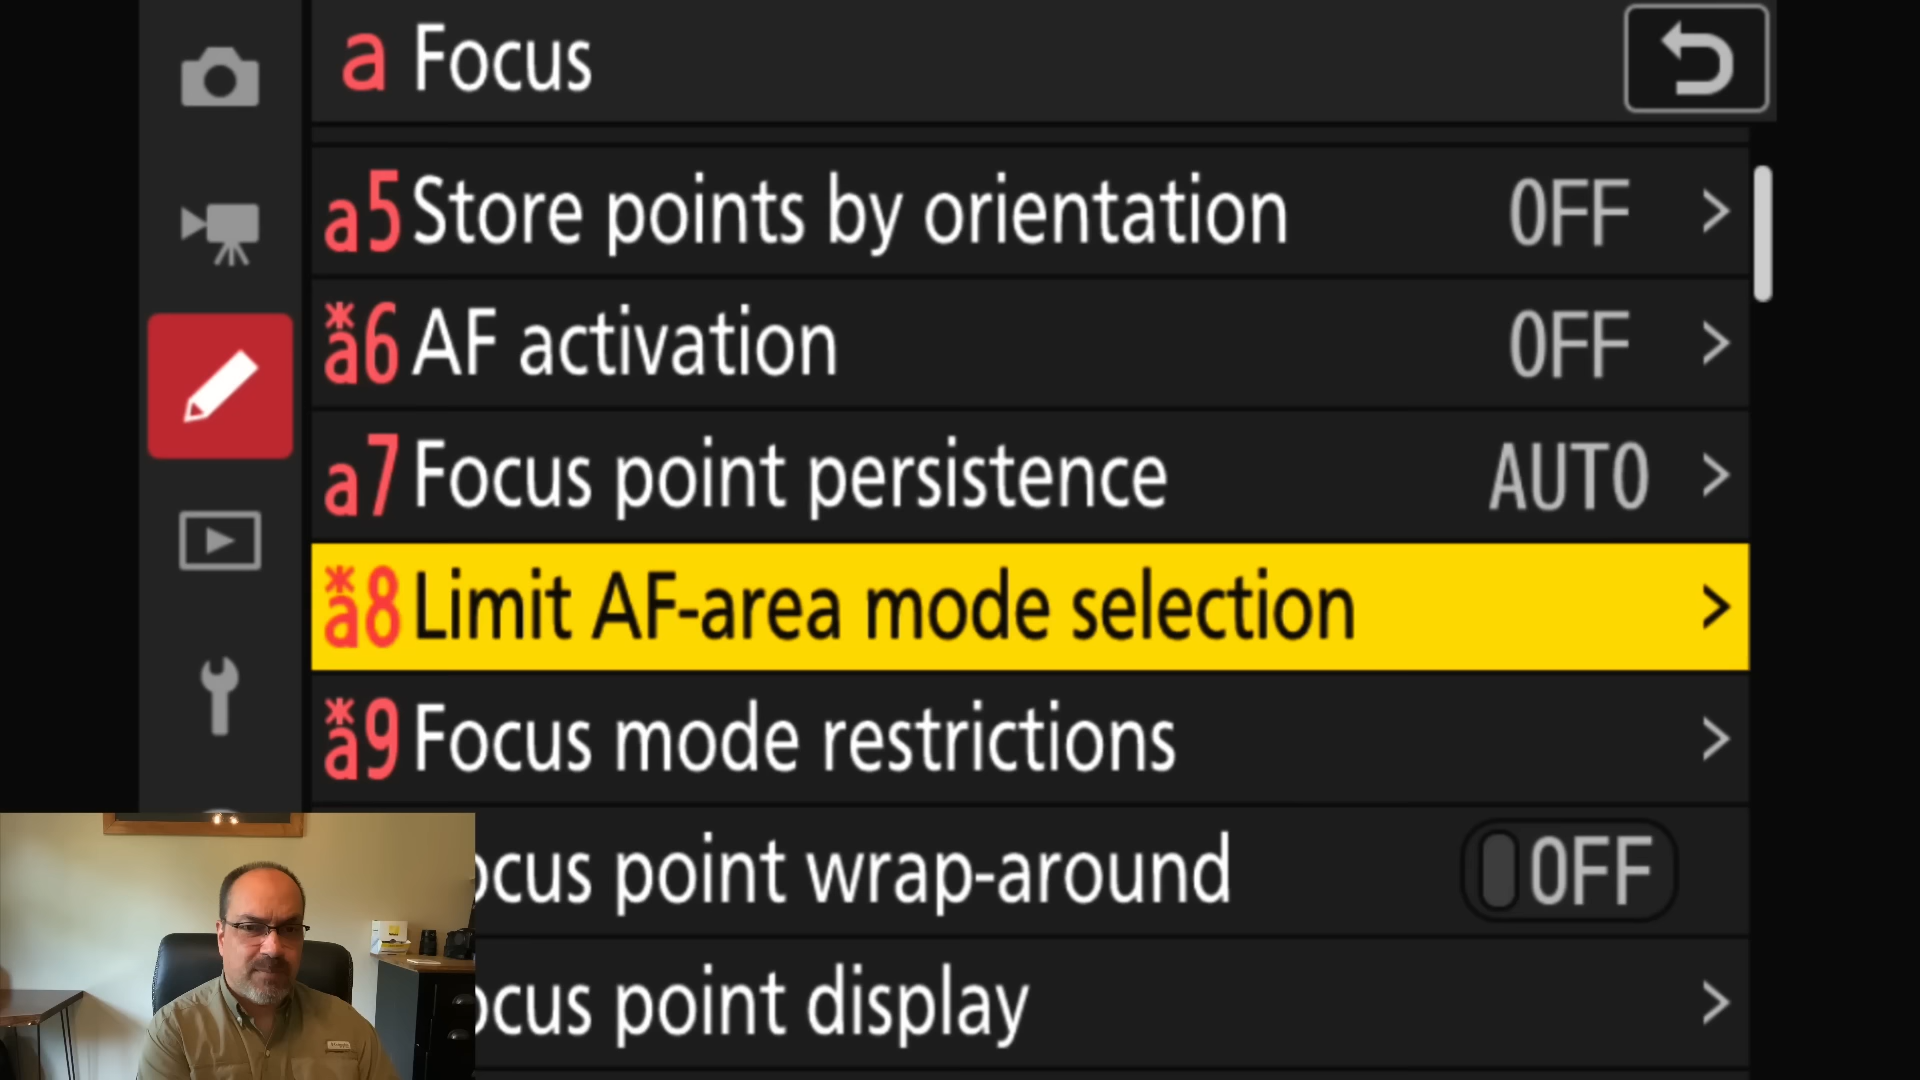 a Focus
a5 Store points by orientation OFF >
*a6 AF activation OFF >
a7 Focus point persistence AUTO >
*a8 Limit AF-area mode selection >
*a9 Focus mode restrictions >
ocus point wrap-around OFF
ocus point display >